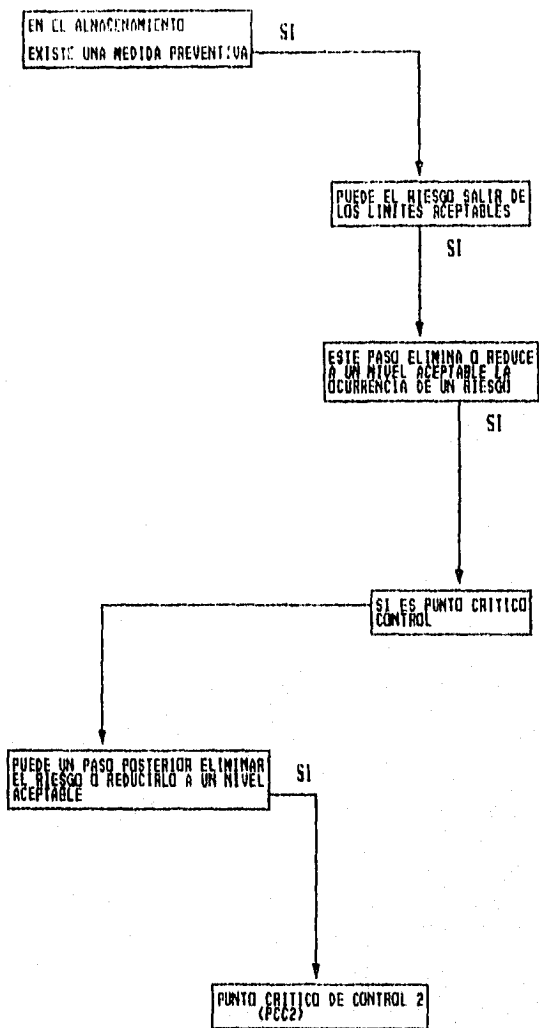 EN EL ALMACENAMIENTO
EXISTE UNA MEDIDA PREVENTIVA
SI
PUEDE EL RIESGO SALIR DE
LOS LIMITES ACEPTABLES
SI
ESTE PASO ELIMINA O REDUCE
A UN NIVEL ACEPTABLE LA
OCURRENCIA DE UN RIESGO
SI
SI ES PUNTO CRITICO
CONTROL
PUEDE UN PASO POSTERIOR ELIMINAR
EL RIESGO O REDUCIRLO A UN NIVEL
ACEPTABLE
SI
PUNTO CRITICO DE CONTROL 2
(PCC2)